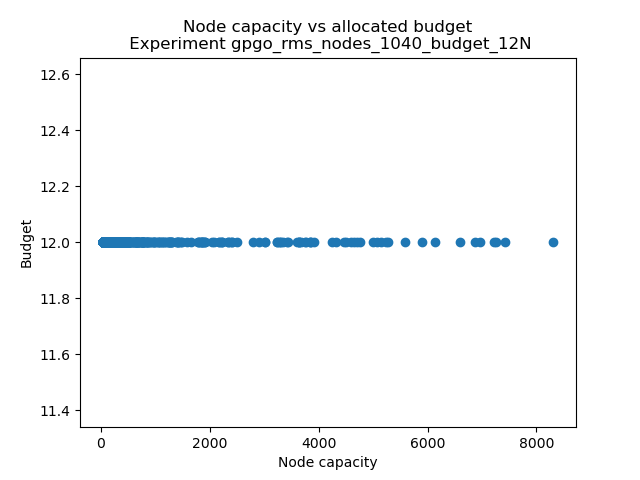 Node capacity vs allocated budget
Experiment gpgo_rms_nodes_1040_budget_12N
12.6
12.4
12.2
12.0
11.8
11.6
11.4
Budget
0 2000 4000 6000 8000
Node capacity